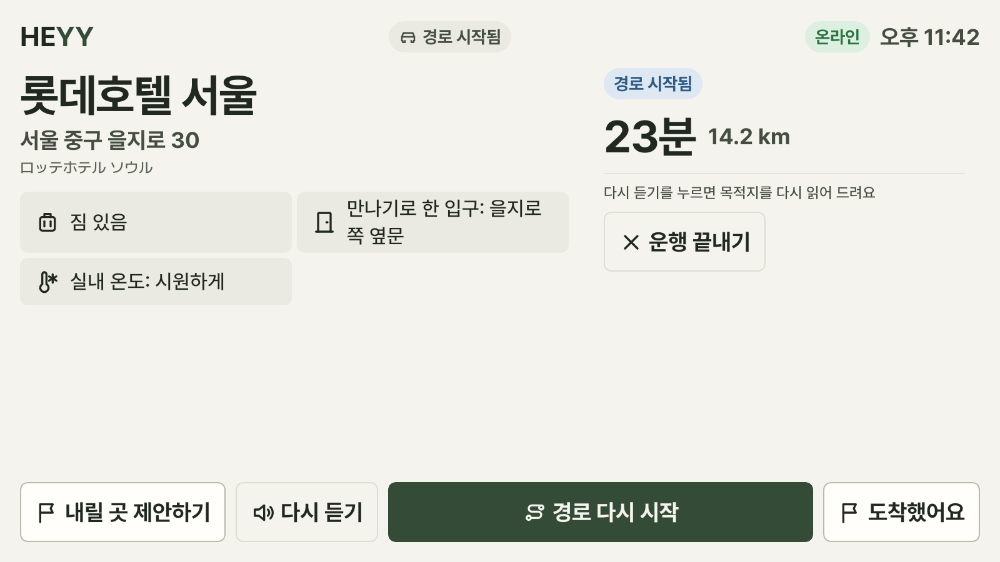 HEYY
경로 시작됨
온라인
오후 11:42
롯데호텔 서울
서울 중구 을지로 30
ロッテホテル ソウル
짐 있음
만나기로 한 입구: 을지로
쪽 옆문
실내 온도: 시원하게
경로 시작됨
23분 14.2 km
다시 듣기를 누르면 목적지를 다시 읽어 드려요
운행 끝내기
내릴 곳 제안하기
다시 듣기
경로 다시 시작
도착했어요